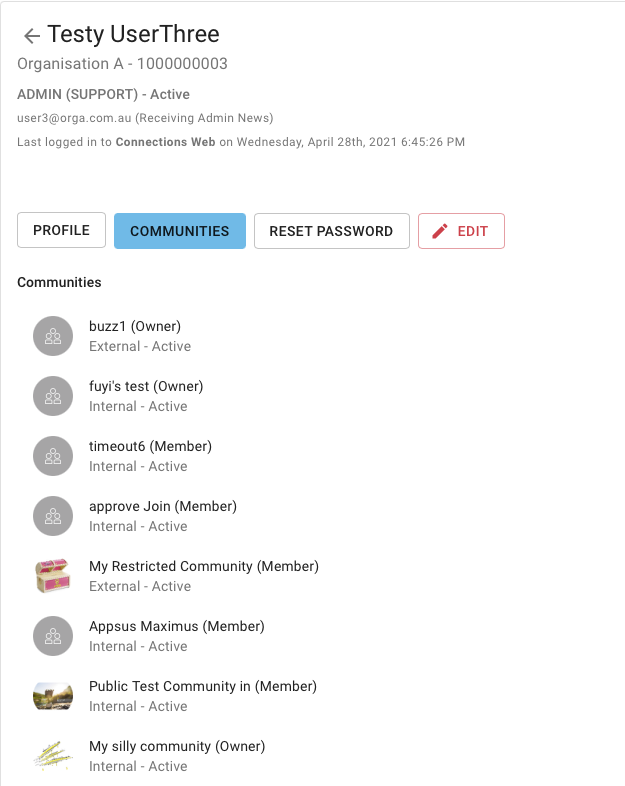 Testy UserThree
Organisation A - 1000000003
ADMIN (SUPPORT) - Active
user3@orga.com.au (Receiving Admin News)
Last logged in to Connections Web on Wednesday, April 28th, 2021 6:45:26 PM
PROFILE COMMUNITIES RESET PASSWORD EDIT
Communities
buzz1 (Owner)
External - Active
fuyi's test (Owner)
Internal - Active
timeout6 (Member)
Internal - Active
approve Join (Member)
Internal - Active
My Restricted Community (Member)
External - Active
Appsus Maximus (Member)
Internal - Active
Public Test Community in (Member)
Internal - Active
My silly community (Owner)
Internal - Active